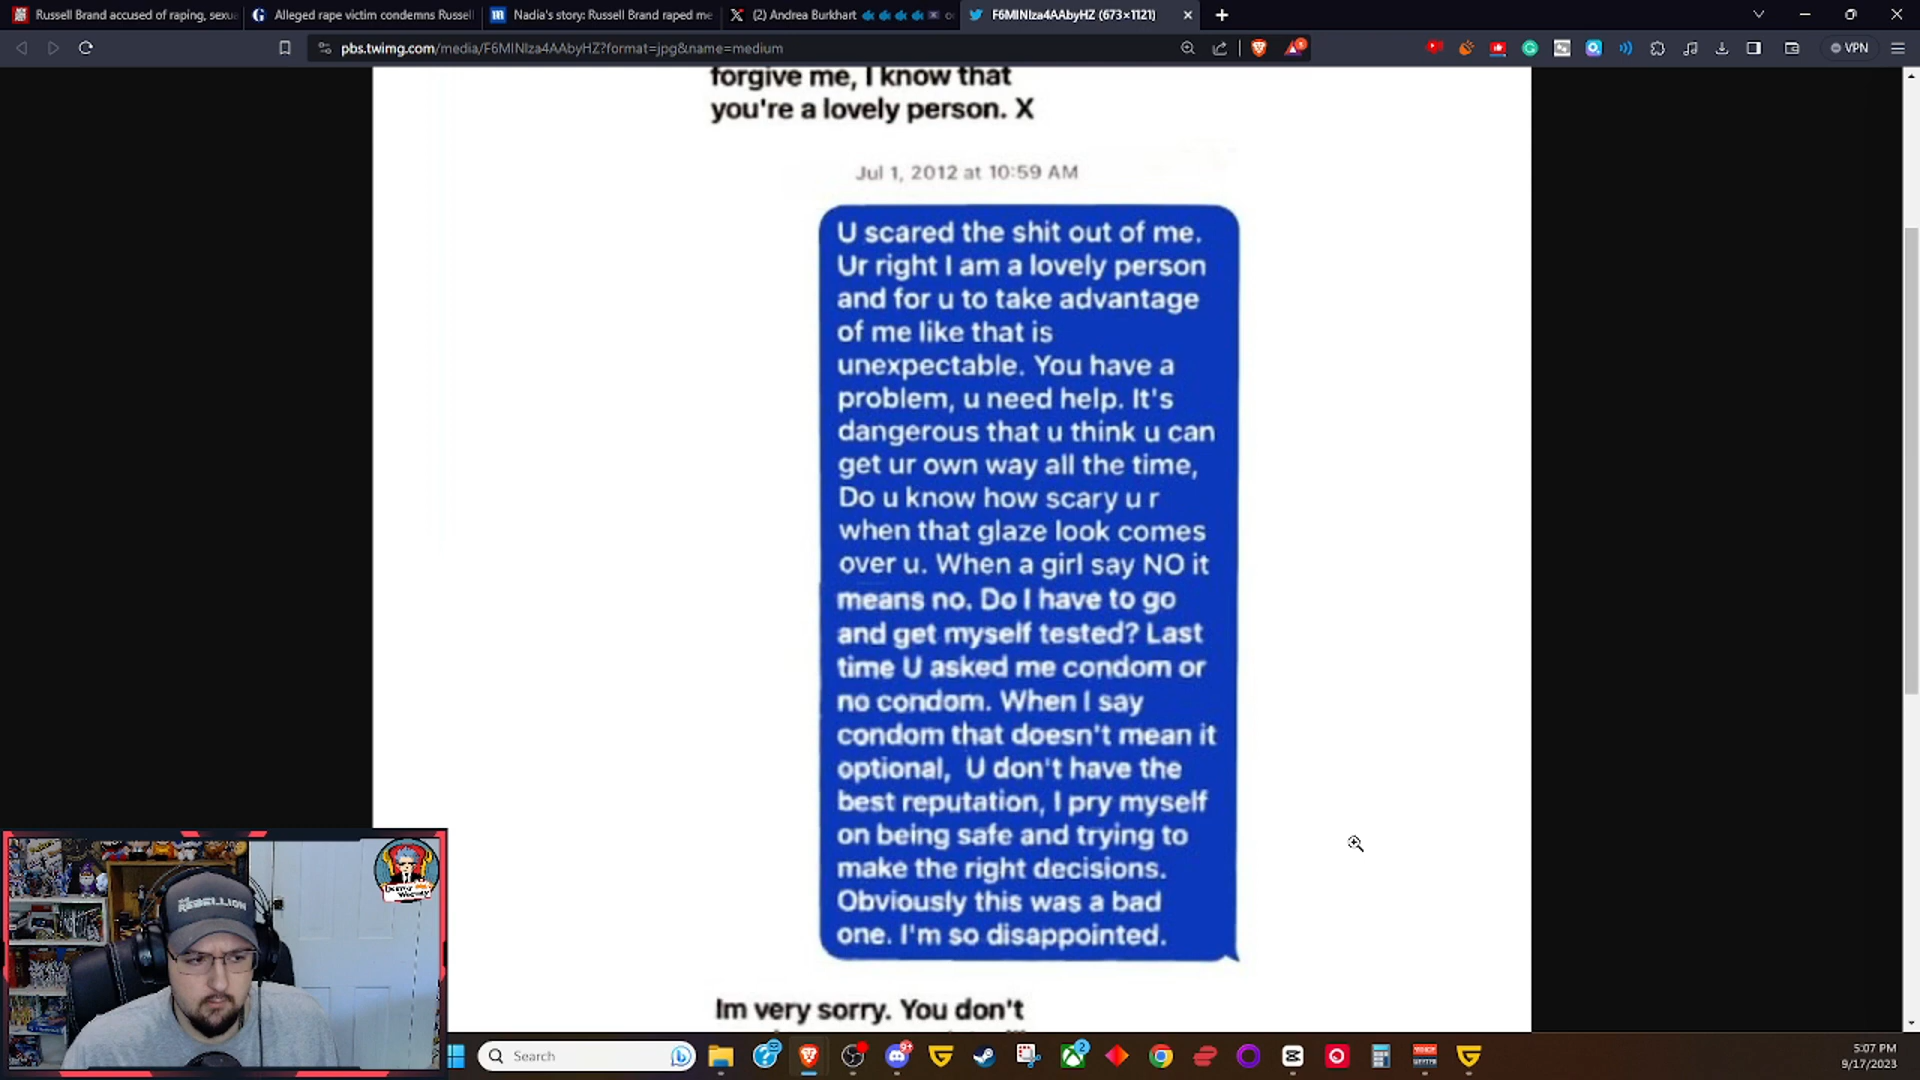 Russell Brand accused of raping, sexua
Alleged rape victim condemns Russell
Nadia's story: Russell Brand raped me
(2) Andrea Burkhart
F6MINIza4AAbyHZ (673×1121)
pbs.twimg.com/media/F6MINIza4AAbyHZ?format=jpg&name=medium
VPN
forgive me, I know that
you're a lovely person. X
Jul 1, 2012 at 10:59 AM
U scared the shit out of me.
Ur right I am a lovely person
and for u to take advantage
of me like that is
unexpectable. You have a
problem, u need help. It's
dangerous that u think u can
get ur own way all the time,
Do u know how scary u r
when that glaze look comes
over u. When a girl say NO it
means no. Do I have to go
and get myself tested? Last
time U asked me condom or
no condom. When I say
condom that doesn't mean it
optional, U don't have the
best reputation, I pry myself
on being safe and trying to
make the right decisions.
Obviously this was a bad
one. I'm so disappointed.
Im very sorry. You don't
REBELLION
Search
5:07 PM
9/17/2023